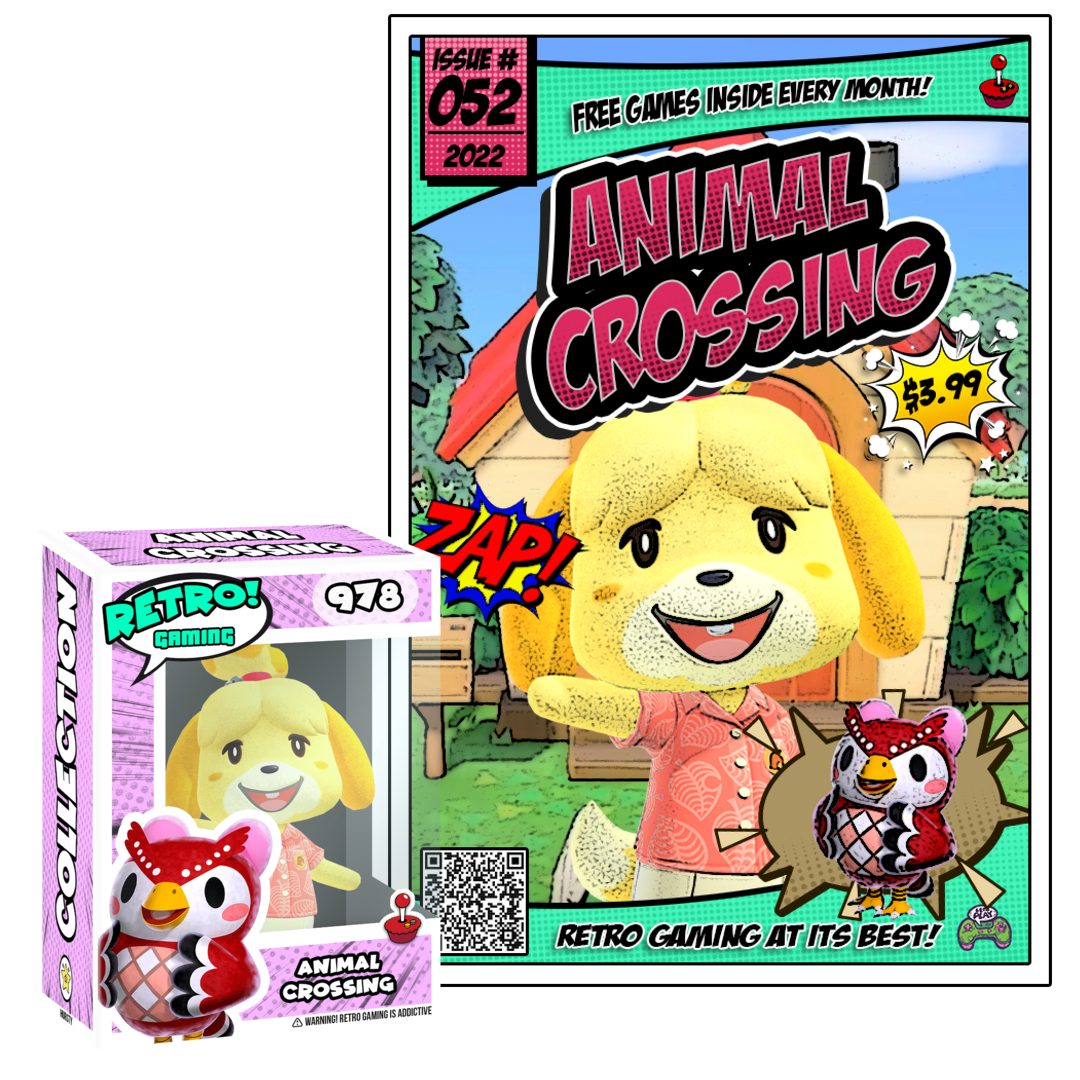 ISSUE #
052
2022
FREE GAMES INSIDE EVERY MONTH!
ANIMAL
CROSSING
$3.99
ZAP!
RETRO GAMING AT ITS BEST!
ANIMAL
CROSSING
RETRO!
GAMING
978
COLLECTION
ANIMAL
CROSSING
WARNING! RETRO GAMING IS ADDICTIVE